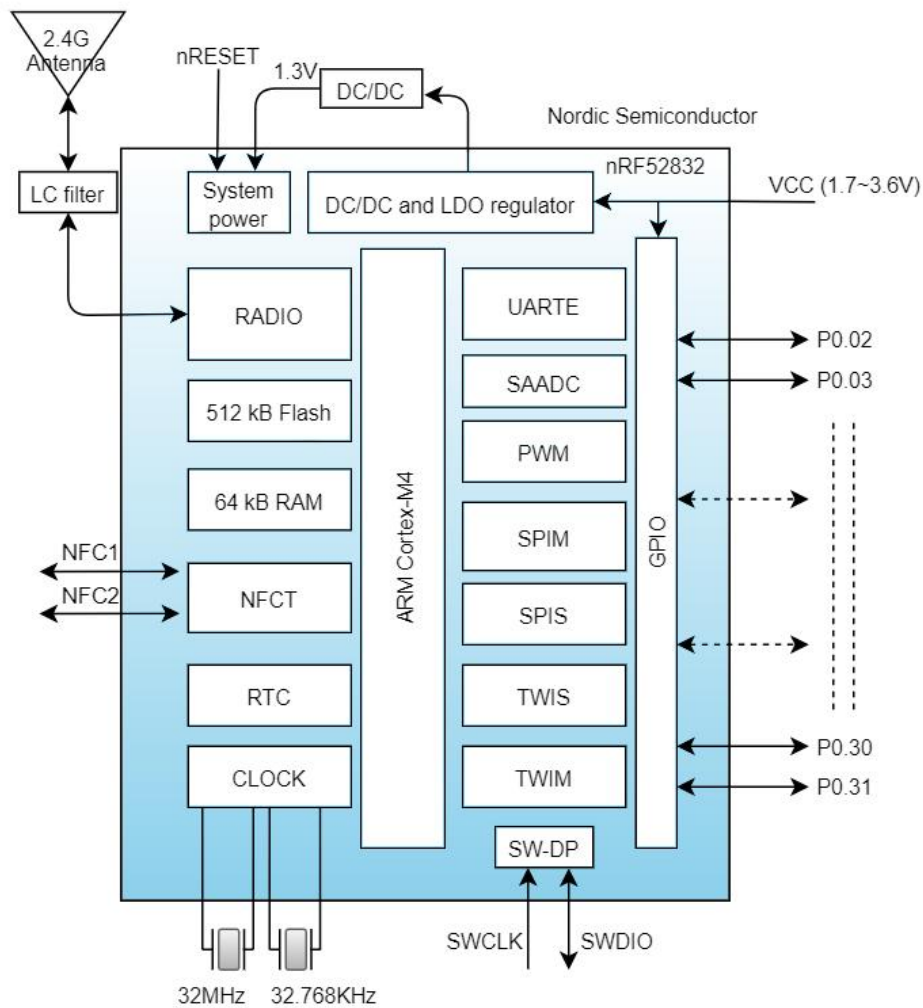 2.4G
Antenna
nRESET
1.3V
DC/DC
Nordic Semiconductor
nRF52832
LC filter
System
power
DC/DC and LDO regulator
VCC (1.7~3.6V)
RADIO
UARTE
P0.02
SAADC
P0.03
512 kB Flash
PWM
64 kB RAM
SPIM
ARM Cortex-M4
GPIO
NFC1
NFC2
NFCT
SPIS
RTC
TWIS
P0.30
CLOCK
TWIM
P0.31
SW-DP
SWCLK
SWDIO
32MHz
32.768KHz